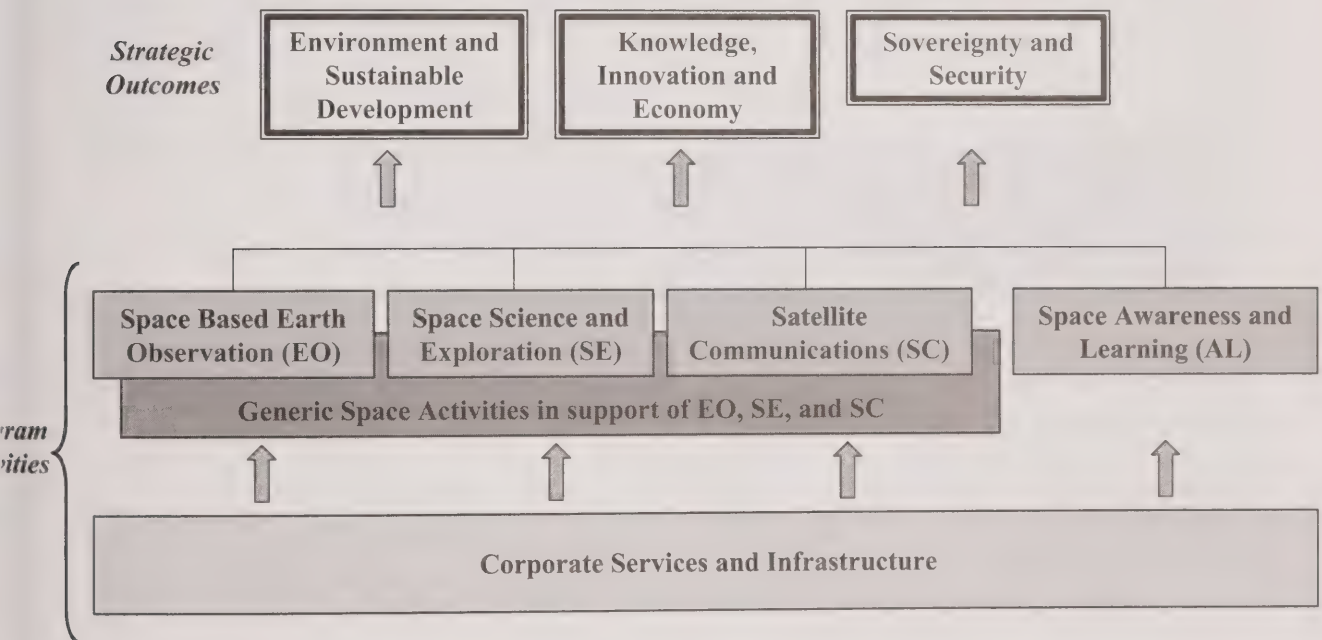 Strategic
Outcomes
Environment and
Sustainable
Development
Knowledge,
Innovation and
Economy
Sovereignty and
Security
Space Based Earth
Observation (EO)
Space Science and
Exploration (SE)
Satellite
Communications (SC)
Space Awareness and
Learning (AL)
Generic Space Activities in support of EO, SE, and SC
ram
vities
Corporate Services and Infrastructure